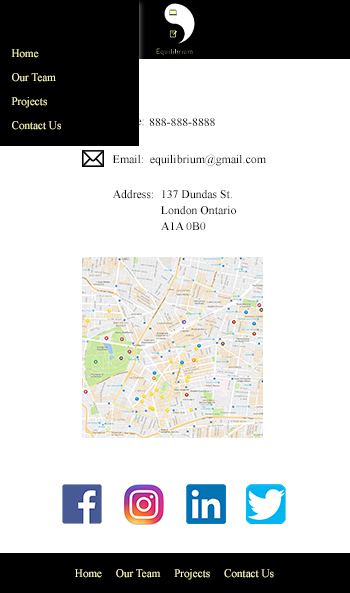 Equilibrium
Home
Our Team
Projects
Contact Us
888-888-8888
Email: equilibrium@gmail.com
Address: 137 Dundas St.
London Ontario
A1A 0B0
Home Our Team Projects Contact Us